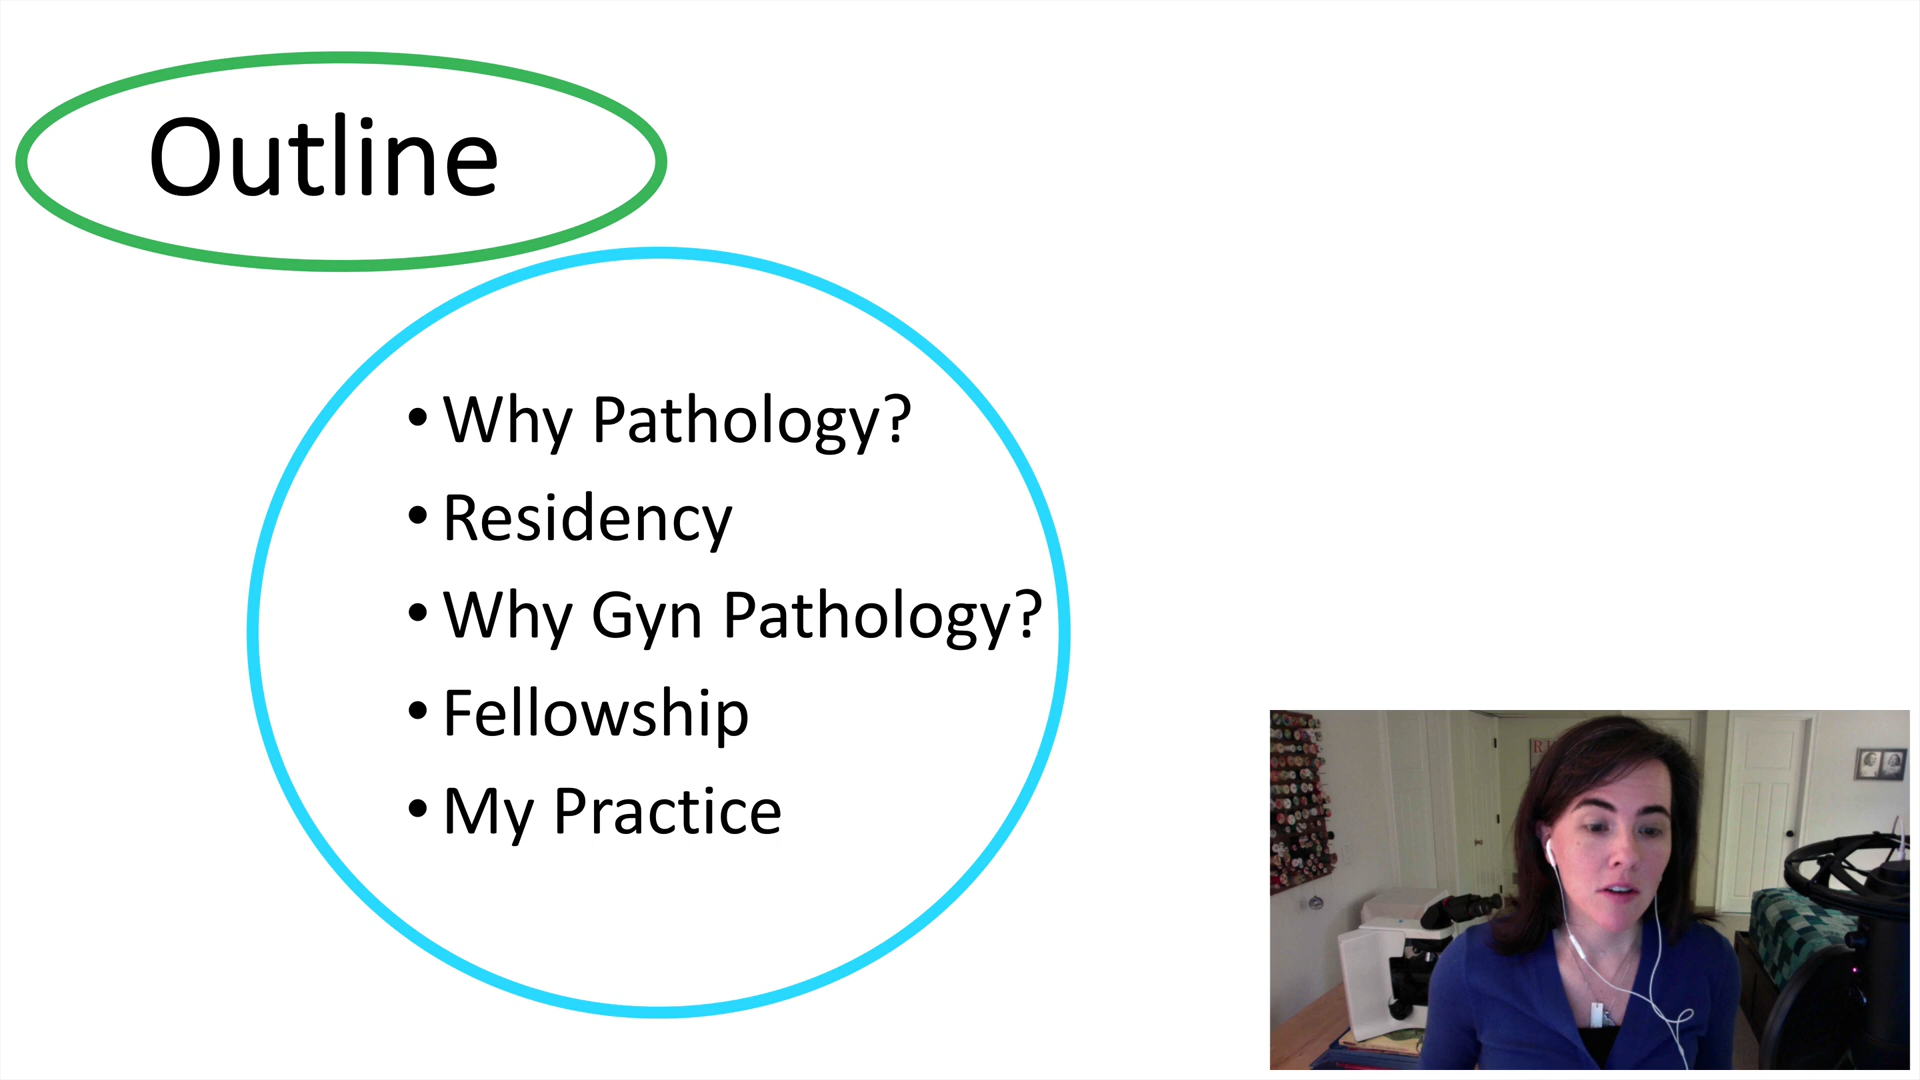 Outline
• Why Pathology?
• Residency
• Why Gyn Pathology?
• Fellowship
• My Practice